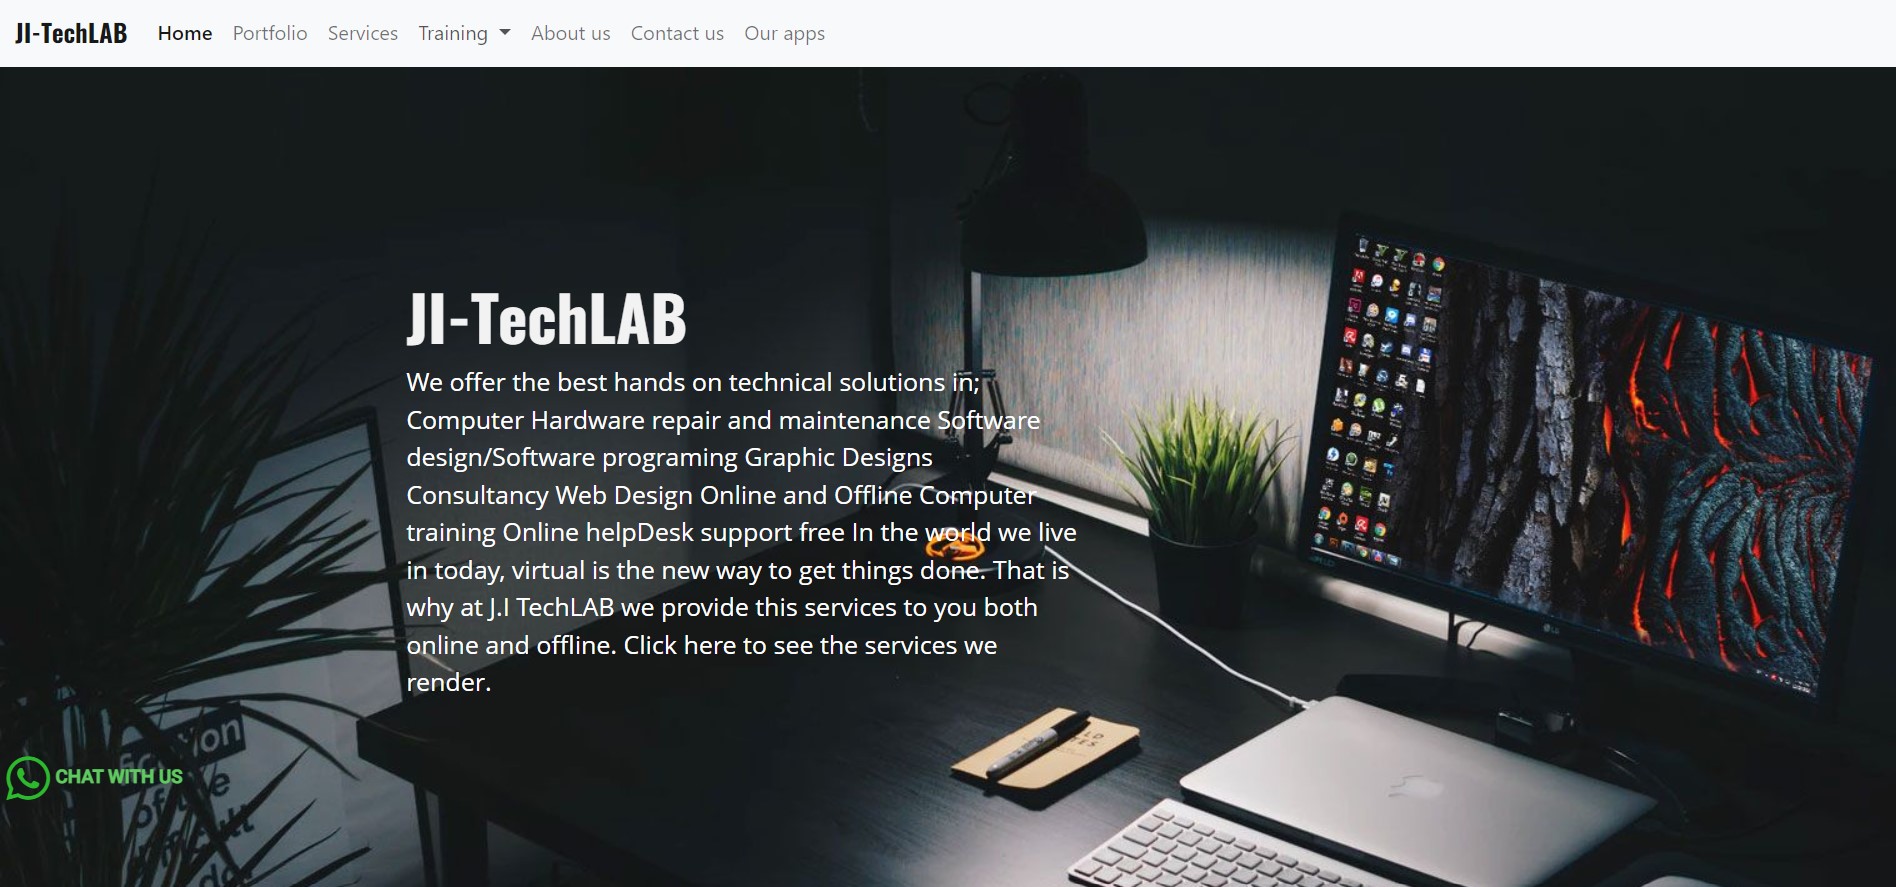 JI-TechLAB Home Portfolio Services Training About us Contact us Our apps
JI-TechLAB
We offer the best hands on technical solutions in;
Computer Hardware repair and maintenance Software
design/Software programing Graphic Designs
Consultancy Web Design Online and Offline Computer
training Online helpDesk support free In the world we live
in today, virtual is the new way to get things done. That is
why at J.I TechLAB we provide this services to you both
online and offline. Click here to see the services we
render.
CHAT WITH US
of the
LG